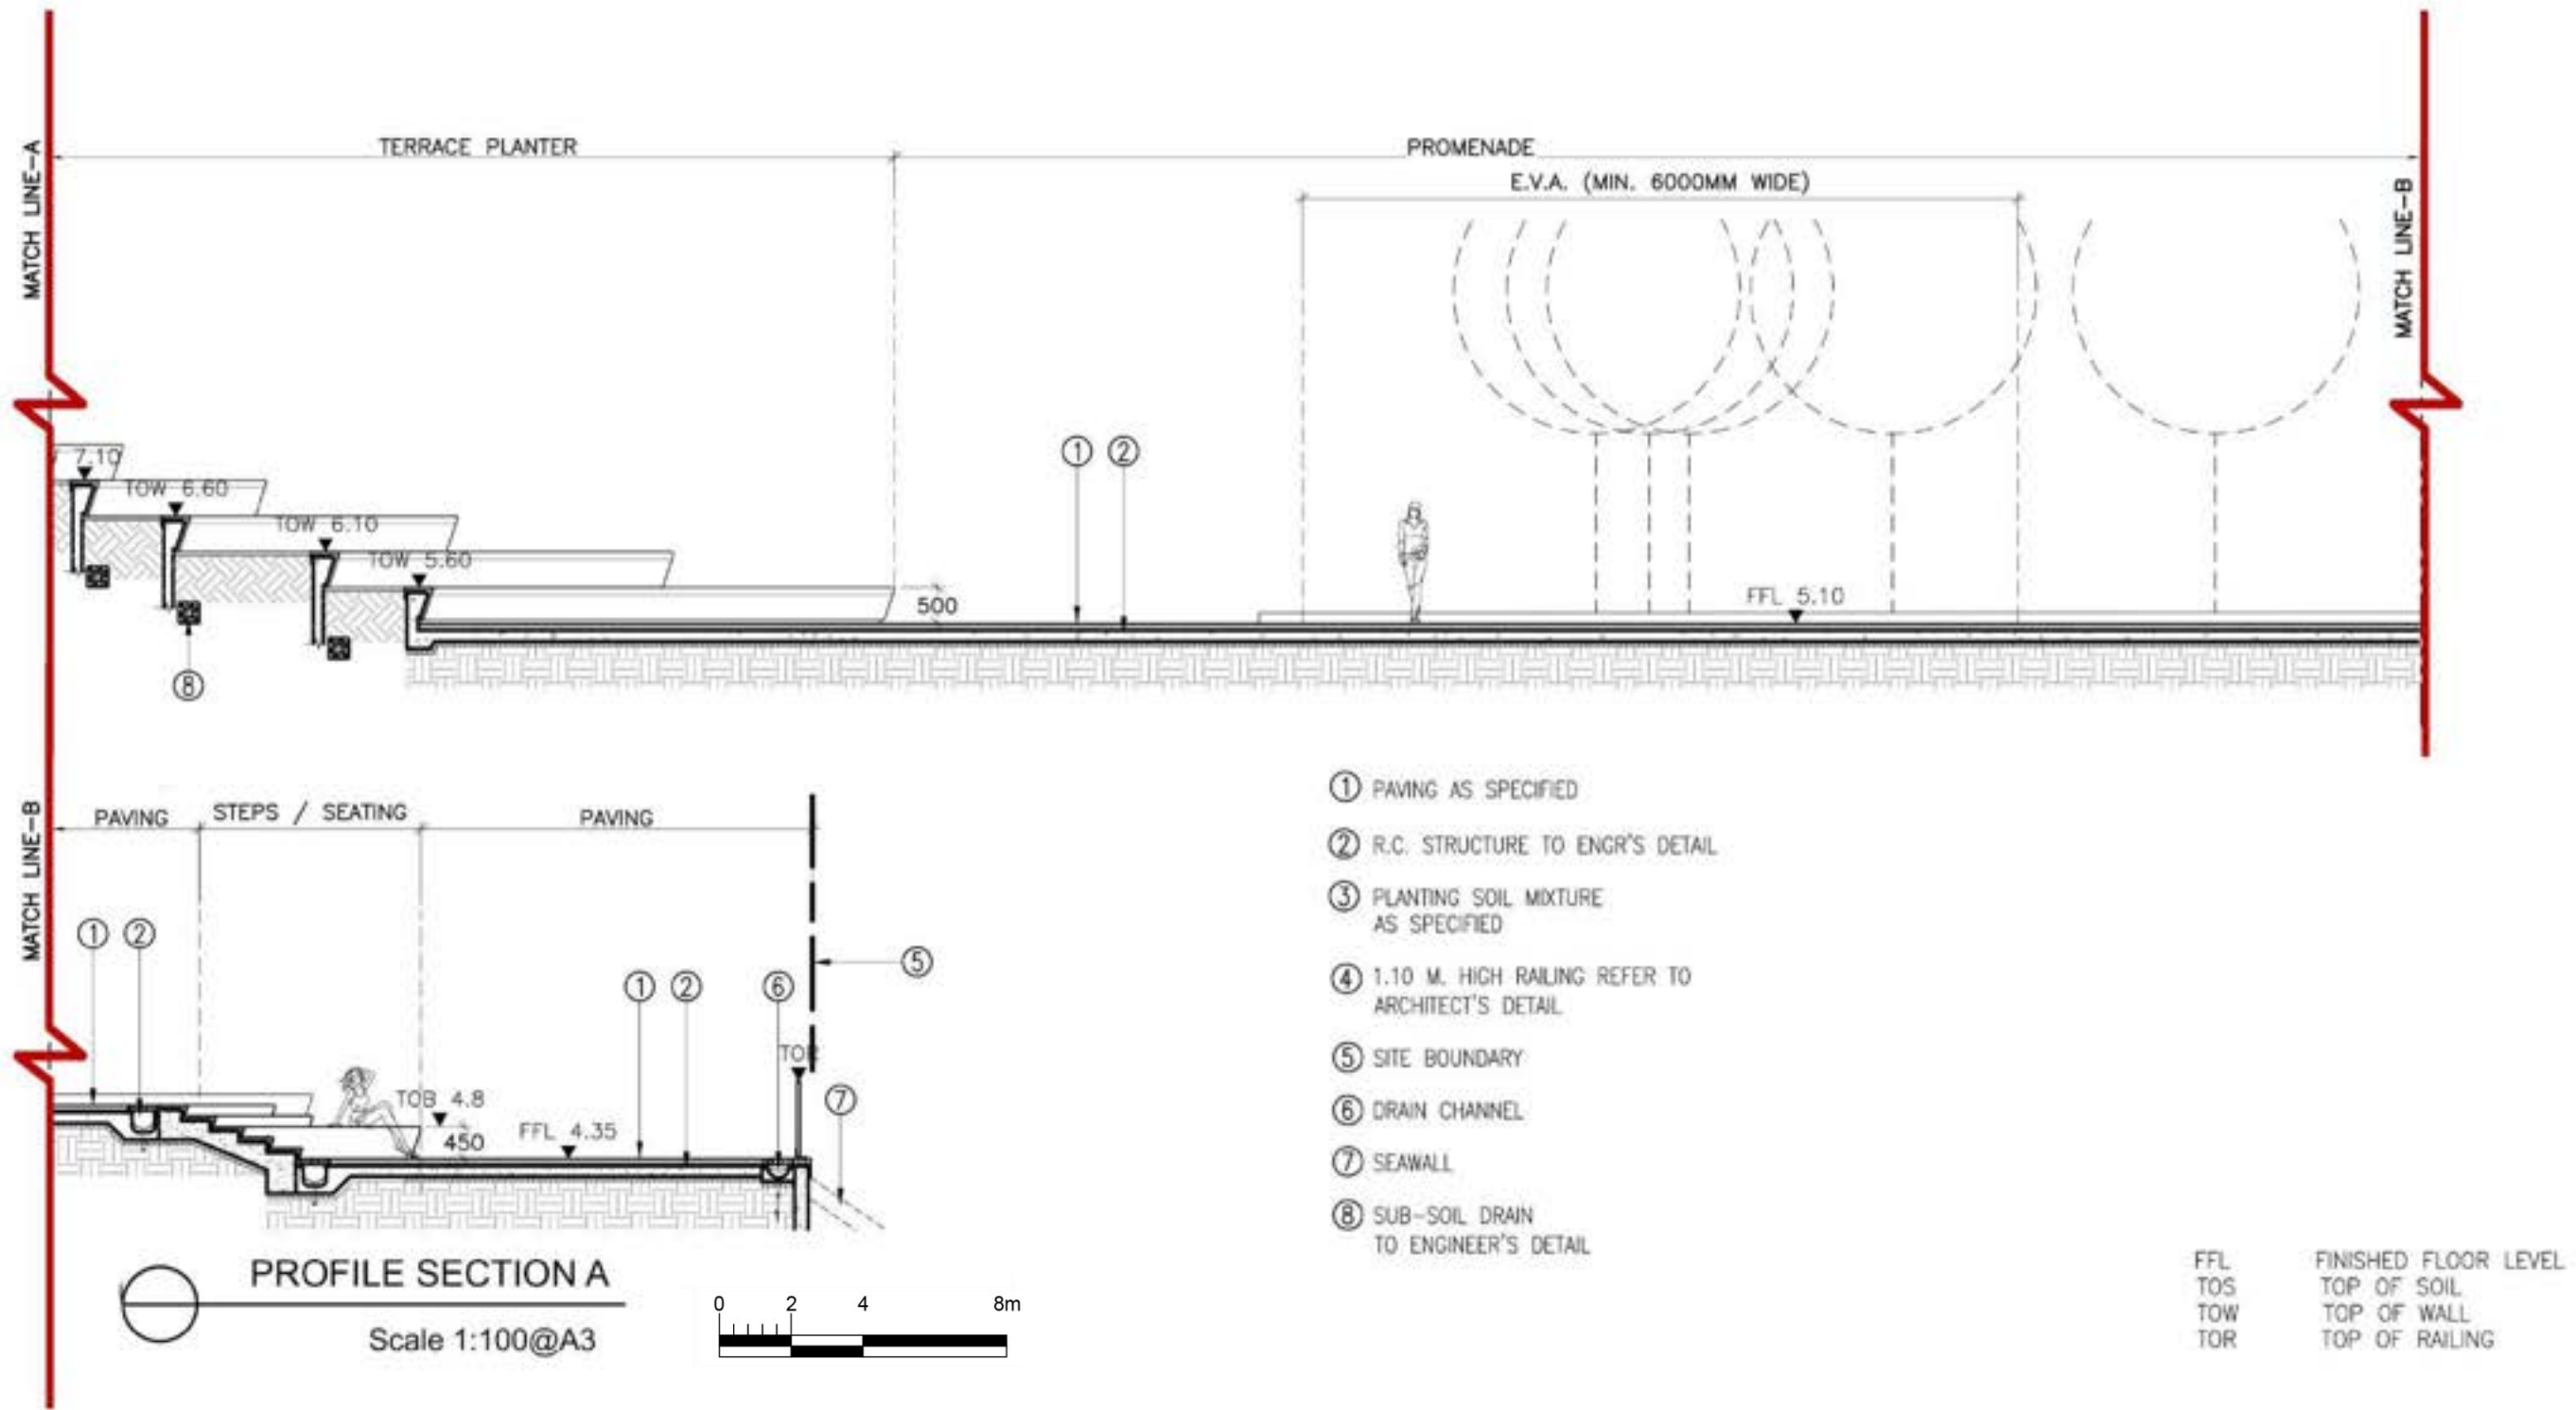 TERRACE PLANTER
PROMENADE
E.V.A. (MIN. 6000MM WIDE)
MATCH LINE-A
MATCH LINE-B
7.10
TOW 6.60
TOW 6.10
TOW 5.60
500
1 2
FFL 5.10
8
MATCH LINE-B
PAVING
STEPS / SEATING
PAVING
1 2
5
1 2 6
TOR
7
TOB 4.8
450
FFL 4.35
1 PAVING AS SPECIFIED
2 R.C. STRUCTURE TO ENGR'S DETAIL
3 PLANTING SOIL MIXTURE
AS SPECIFIED
4 1.10 M. HIGH RAILING REFER TO
ARCHITECT'S DETAIL
5 SITE BOUNDARY
6 DRAIN CHANNEL
7 SEAWALL
8 SUB-SOIL DRAIN
TO ENGINEER'S DETAIL
PROFILE SECTION A
Scale 1:100@A3
0 2 4 8m
FFL FINISHED FLOOR LEVEL
TOS TOP OF SOIL
TOW TOP OF WALL
TOR TOP OF RAILING